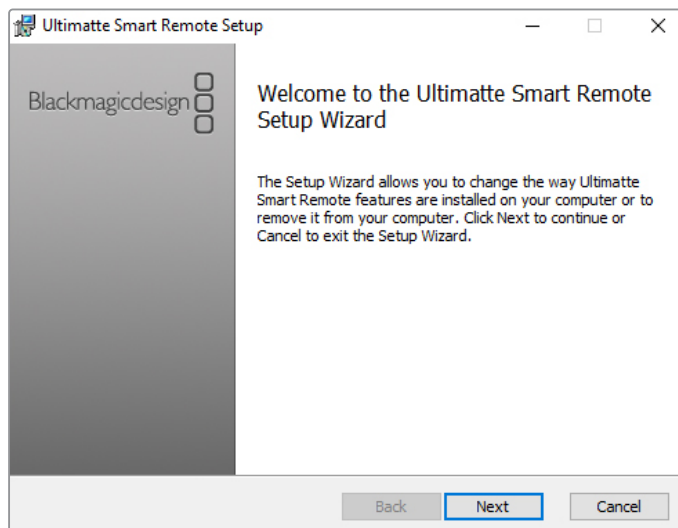 Ultimatte Smart Remote Setup
Blackmagicdesign
Welcome to the Ultimatte Smart Remote
Setup Wizard
The Setup Wizard allows you to change the way Ultimatte
Smart Remote features are installed on your computer or to
remove it from your computer. Click Next to continue or
Cancel to exit the Setup Wizard.
Back
Next
Cancel